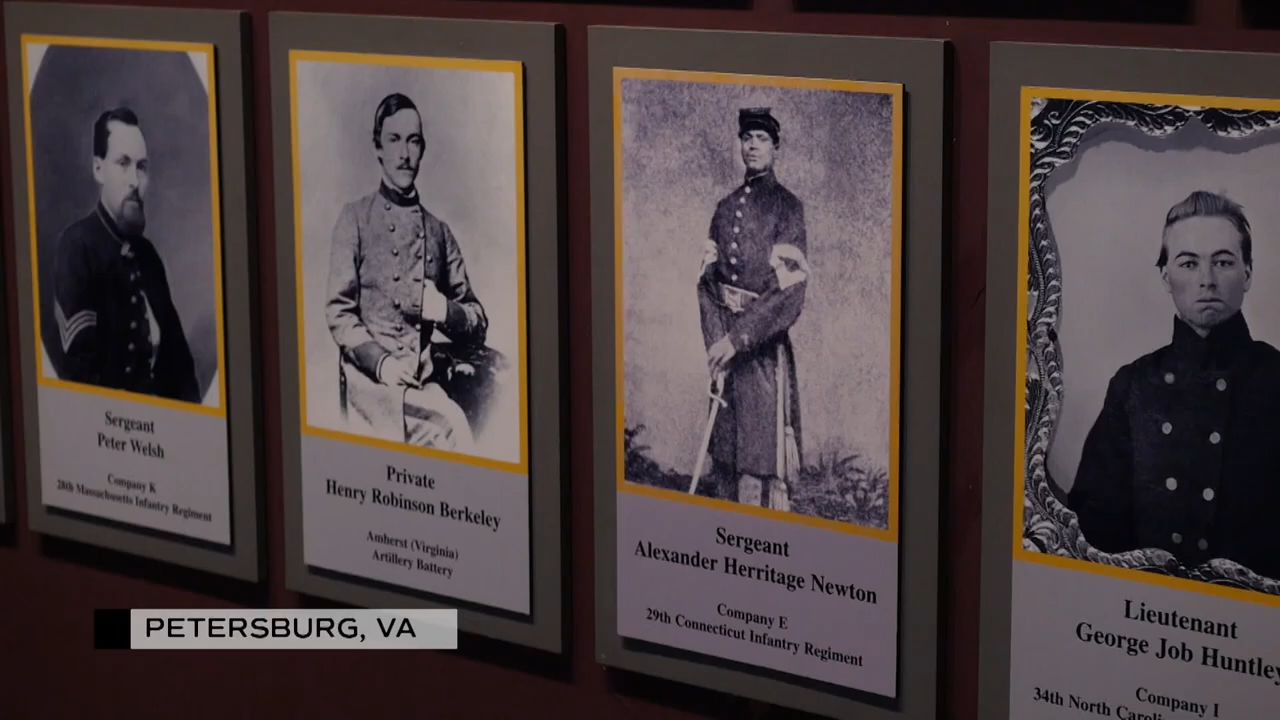 Sergeant
Peter Welsh
Company K
28th Massachusetts Infantry Regiment
Private
Henry Robinson Berkeley
Amherst (Virginia)
Artillery Battery
Sergeant
Alexander Herritage Newton
Company E
29th Connecticut Infantry Regiment
Lieutenant
George Job Huntley
Company I
34th North
PETERSBURG, VA